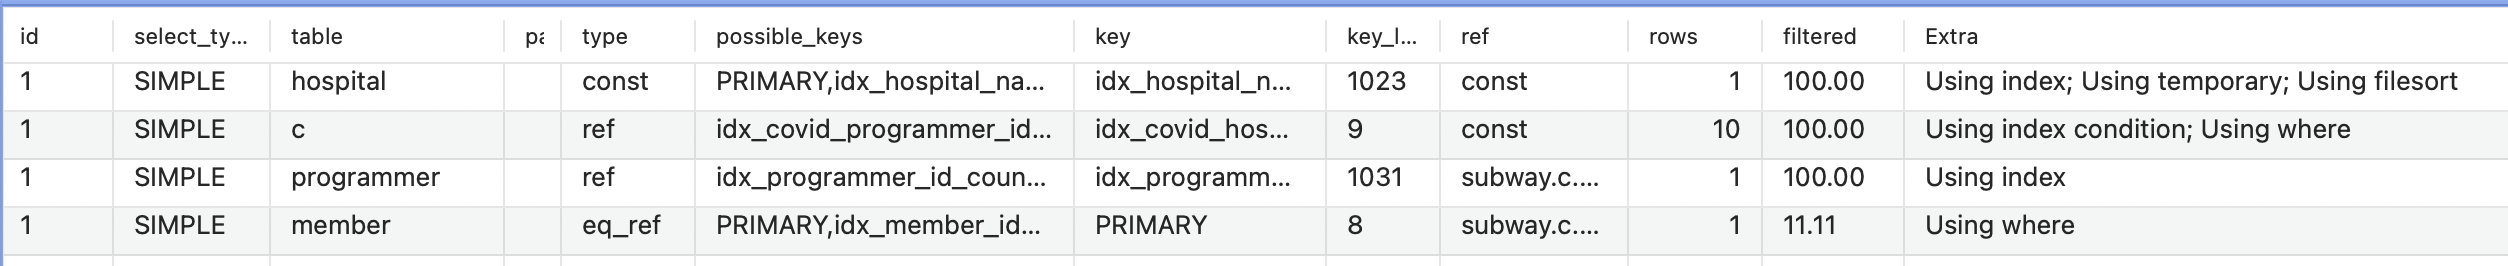 id select_ty... table pa type possible_keys key key_l... ref rows filtered Extra
1 SIMPLE hospital const PRIMARY,idx_hospital_na... idx_hospital_n... 1023 const 1 100.00 Using index; Using temporary; Using filesort
1 SIMPLE c ref idx_covid_programmer_id... idx_covid_hos... 9 const 10 100.00 Using index condition; Using where
1 SIMPLE programmer ref idx_programmer_id_coun... idx_programm... 1031 subway.c.... 1 100.00 Using index
1 SIMPLE member eq_ref PRIMARY,idx_member_id... PRIMARY 8 subway.c.... 1 11.11 Using where